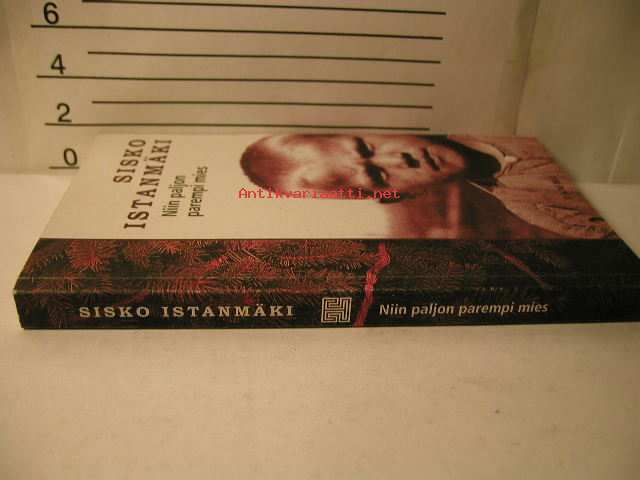 6
4
2
0
SISKO
ISTANMÄKI
Niin paljon
parempi mies
Antikvariaatti.net
SISKO ISTANMÄKI
Niin paljon parempi mies